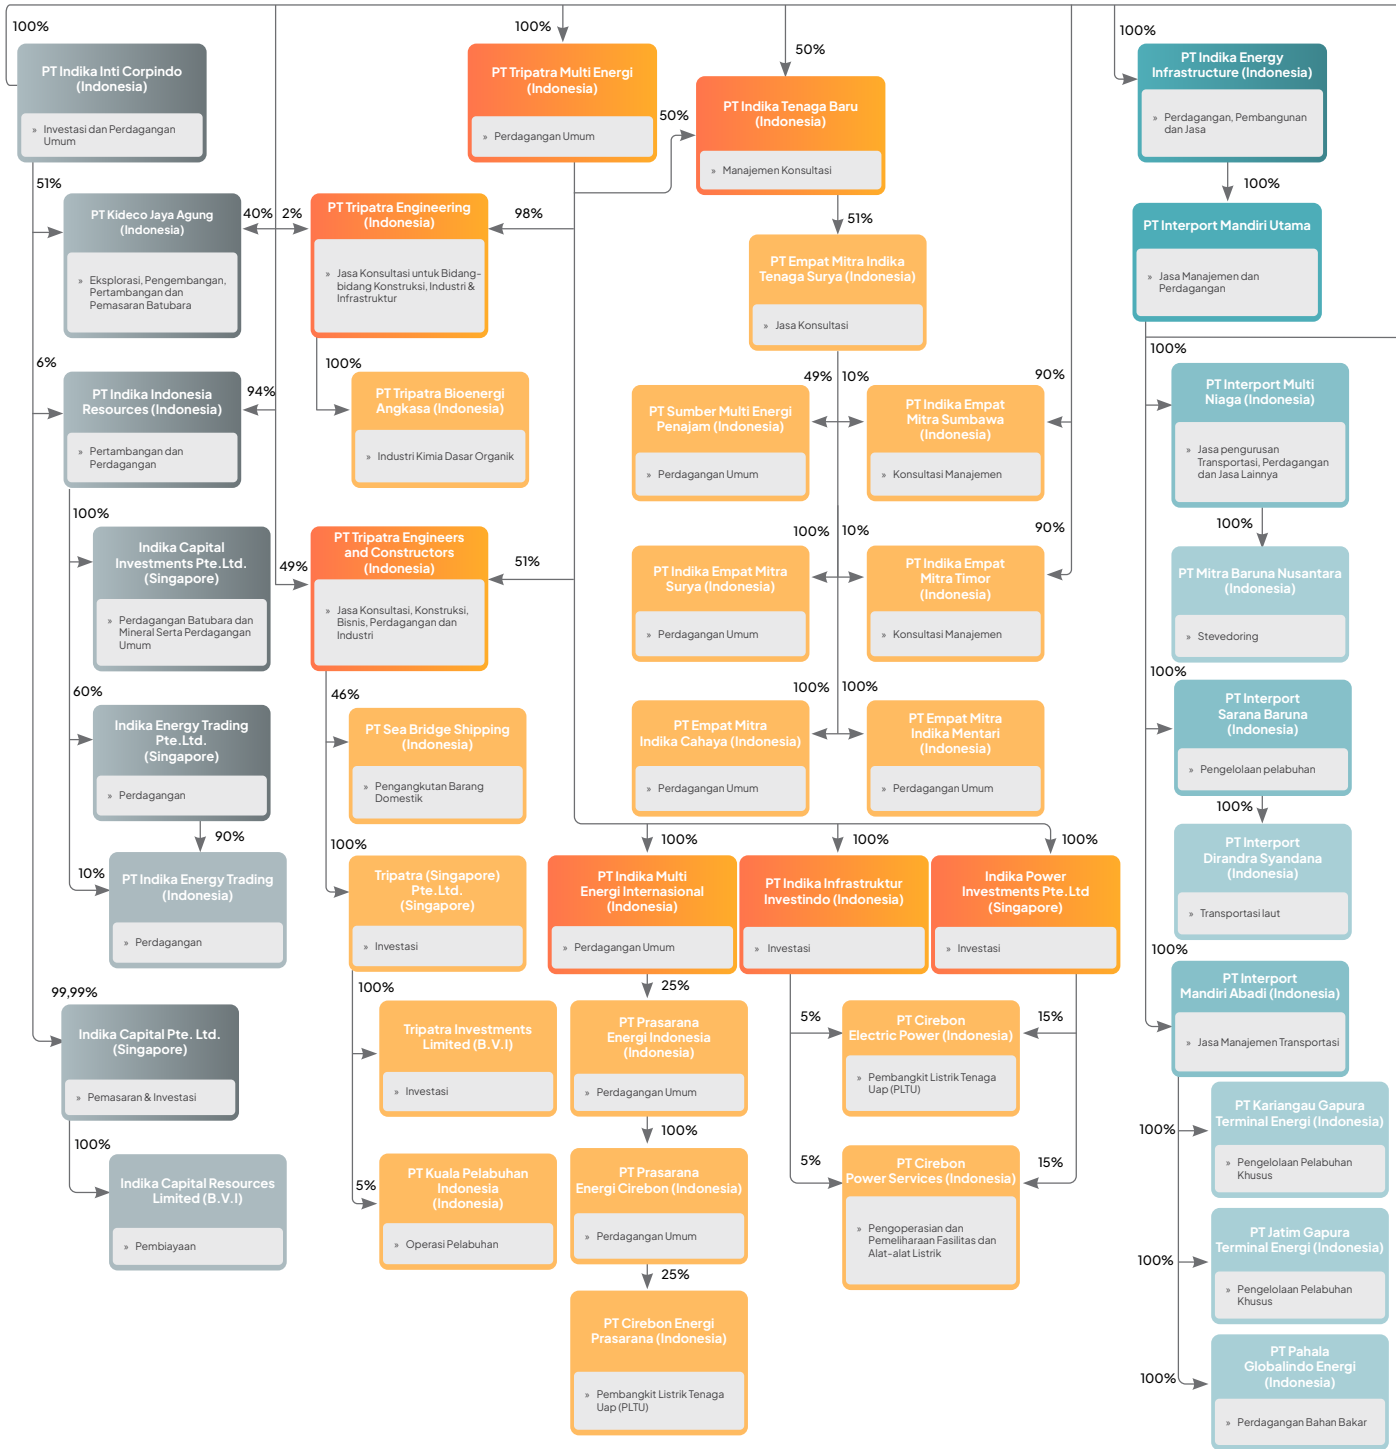 100%
PT Indika Inti Corpindo
(Indonesia)
» Investasi dan Perdagangan
Umum
51%
PT Kideco Jaya Agung
(Indonesia)
» Eksplorasi, Pengembangan,
Pertambangan dan
Pemasaran Batubara
6%
94%
PT Indika Indonesia
Resources (Indonesia)
» Pertambangan dan
Perdagangan
100%
Indika Capital
Investments Pte.Ltd.
(Singapore)
» Perdagangan Batubara dan
Mineral Serta Perdagangan
Umum
60%
Indika Energy Trading
Pte.Ltd.
(Singapore)
» Perdagangan
90%
10%
PT Indika Energy Trading
(Indonesia)
» Perdagangan
99,99%
Indika Capital Pte. Ltd.
(Singapore)
» Pemasaran & Investasi
100%
Indika Capital Resources
Limited (B.V.I)
» Pembiayaan
100%
PT Tripatra Multi Energi
(Indonesia)
» Perdagangan Umum
40% 2%
98%
PT Tripatra Engineering
(Indonesia)
» Jasa Konsultasi untuk Bidang-
bidang Konstruksi, Industri &
Infrastruktur
100%
PT Tripatra Bioenergi
Angkasa (Indonesia)
» Industri Kimia Dasar Organik
49%
51%
PT Tripatra Engineers
and Constructors
(Indonesia)
» Jasa Konsultasi, Konstruksi,
Bisnis, Perdagangan dan
Industri
46%
PT Sea Bridge Shipping
(Indonesia)
» Pengangkutan Barang
Domestik
100%
Tripatra (Singapore)
Pte.Ltd.
(Singapore)
» Investasi
100%
Tripatra Investments
Limited (B.V.I)
» Investasi
5%
PT Kuala Pelabuhan
Indonesia
(Indonesia)
» Operasi Pelabuhan
50%
50%
PT Indika Tenaga Baru
(Indonesia)
» Manajemen Konsultasi
51%
PT Empat Mitra Indika
Tenaga Surya (Indonesia)
» Jasa Konsultasi
49% 10%
90%
PT Sumber Multi Energi
Penajam (Indonesia)
» Perdagangan Umum
PT Indika Empat
Mitra Sumbawa
(Indonesia)
» Konsultasi Manajemen
100% 10%
90%
PT Indika Empat Mitra
Surya (Indonesia)
» Perdagangan Umum
PT Indika Empat
Mitra Timor
(Indonesia)
» Konsultasi Manajemen
100% 100%
PT Empat Mitra
Indika Cahaya (Indonesia)
» Perdagangan Umum
PT Empat Mitra
Indika Mentari
(Indonesia)
» Perdagangan Umum
100%
100%
100%
PT Indika Multi
Energi Internasional
(Indonesia)
» Perdagangan Umum
PT Indika Infrastruktur
Investindo (Indonesia)
» Investasi
Indika Power
Investments Pte.Ltd
(Singapore)
» Investasi
25%
PT Prasarana
Energi Indonesia
(Indonesia)
» Perdagangan Umum
100%
PT Prasarana
Energi Cirebon (Indonesia)
» Perdagangan Umum
25%
PT Cirebon Energi
Prasarana (Indonesia)
» Pembangkit Listrik Tenaga
Uap (PLTU)
5%
15%
PT Cirebon
Electric Power (Indonesia)
» Pembangkit Listrik Tenaga
Uap (PLTU)
5%
15%
PT Cirebon
Power Services (Indonesia)
» Pengoperasian dan
Pemeliharaan Fasilitas dan
Alat-alat Listrik
100%
PT Indika Energy
Infrastructure (Indonesia)
» Perdagangan, Pembangunan
dan Jasa
100%
PT Interport Mandiri Utama
» Jasa Manajemen dan
Perdagangan
100%
PT Interport Multi
Niaga (Indonesia)
» Jasa pengurusan
Transportasi, Perdagangan
dan Jasa Lainnya
100%
PT Mitra Baruna Nusantara
(Indonesia)
» Stevedoring
100%
PT Interport
Sarana Baruna
(Indonesia)
» Pengelolaan pelabuhan
100%
PT Interport
Dirandra Syandana
(Indonesia)
» Transportasi laut
100%
PT Interport
Mandiri Abadi (Indonesia)
» Jasa Manajemen Transportasi
100%
PT Kariangau Gapura
Terminal Energi (Indonesia)
» Pengelolaan Pelabuhan
Khusus
100%
PT Jatim Gapura
Terminal Energi (Indonesia)
» Pengelolaan Pelabuhan
Khusus
100%
PT Pahala
Globalindo Energi
(Indonesia)
» Perdagangan Bahan Bakar